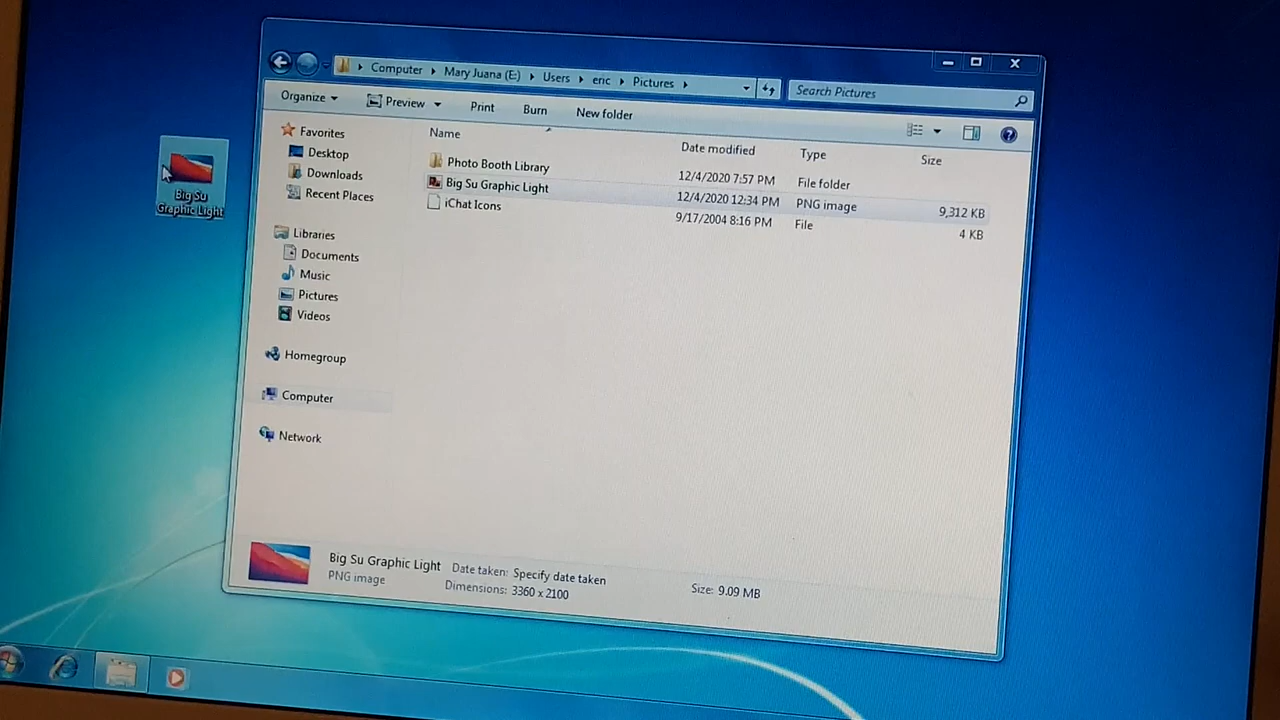 Computer Mary Juana (E:) Users eric Pictures
Search Pictures
Organize Preview Print Burn New folder
Name Date modified Type Size
Photo Booth Library 12/4/2020 7:57 PM File folder
Big Su Graphic Light 12/4/2020 12:34 PM PNG image 9,312 KB
iChat Icons 9/17/2004 8:16 PM File 4 KB
Favorites
Desktop
Downloads
Recent Places
Libraries
Documents
Music
Pictures
Videos
Homegroup
Computer
Network
Big Su
Graphic Light
Big Su Graphic Light Date taken: Specify date taken Size: 9.09 MB
PNG image Dimensions: 3360 x 2100